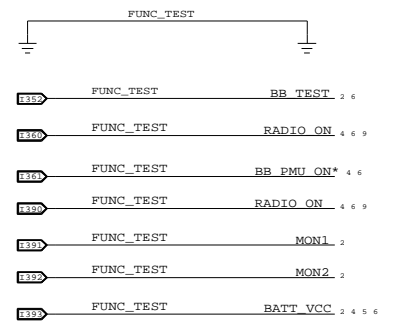 FUNC_TEST
I352 FUNC_TEST BB_TEST 2 6
I360 FUNC_TEST RADIO_ON 4 6 9
I361 FUNC_TEST BB_PMU_ON* 4 6
I390 FUNC_TEST RADIO_ON 4 6 9
I391 FUNC_TEST MON1 2
I392 FUNC_TEST MON2 2
I393 FUNC_TEST BATT_VCC 2 4 5 6